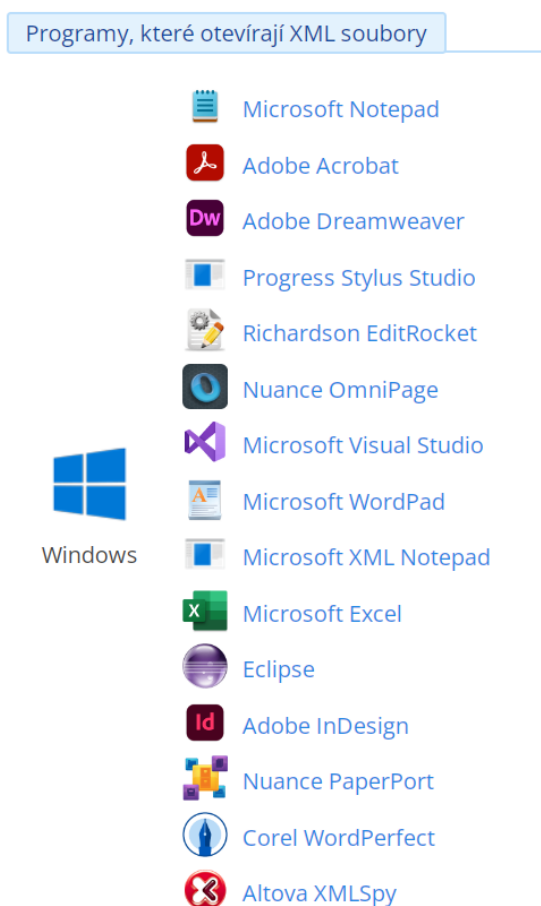 Programy, které otevírají XML soubory
Microsoft Notepad
Adobe Acrobat
Dw
Adobe Dreamweaver
Progress Stylus Studio
Richardson EditRocket
Nuance OmniPage
Microsoft Visual Studio
A
Microsoft WordPad
Windows
Microsoft XML Notepad
X
Microsoft Excel
Eclipse
Id
Adobe InDesign
Nuance PaperPort
Corel WordPerfect
Altova XMLSpy